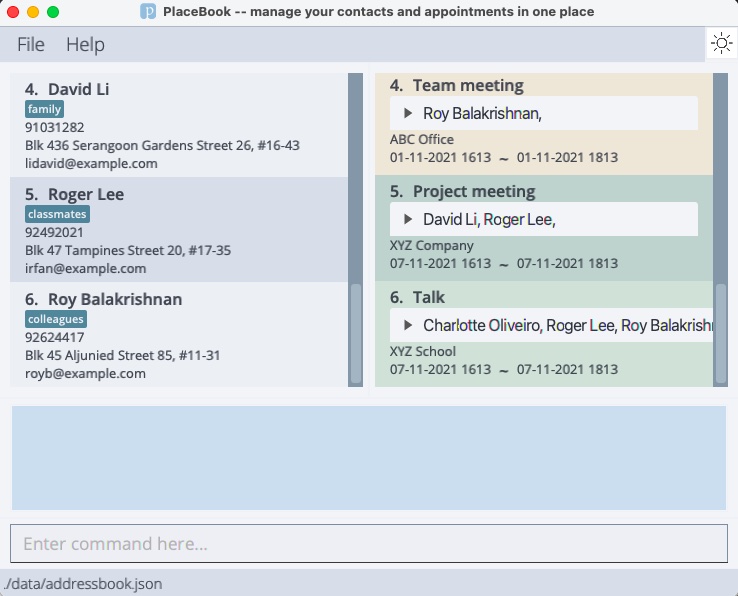 PlaceBook -- manage your contacts and appointments in one place
File Help
4. David Li
family
91031282
Blk 436 Serangoon Gardens Street 26, #16-43
lidavid@example.com
5. Roger Lee
classmates
92492021
Blk 47 Tampines Street 20, #17-35
irfan@example.com
6. Roy Balakrishnan
colleagues
92624417
Blk 45 Aljunied Street 85, #11-31
royb@example.com
4. Team meeting
Roy Balakrishnan,
ABC Office
01-11-2021 1613 ~ 01-11-2021 1813
5. Project meeting
David Li, Roger Lee,
XYZ Company
07-11-2021 1613 ~ 07-11-2021 1813
6. Talk
Charlotte Oliveiro, Roger Lee, Roy Balakrishn
XYZ School
07-11-2021 1613 ~ 07-11-2021 1813
Enter command here...
./data/addressbook.json